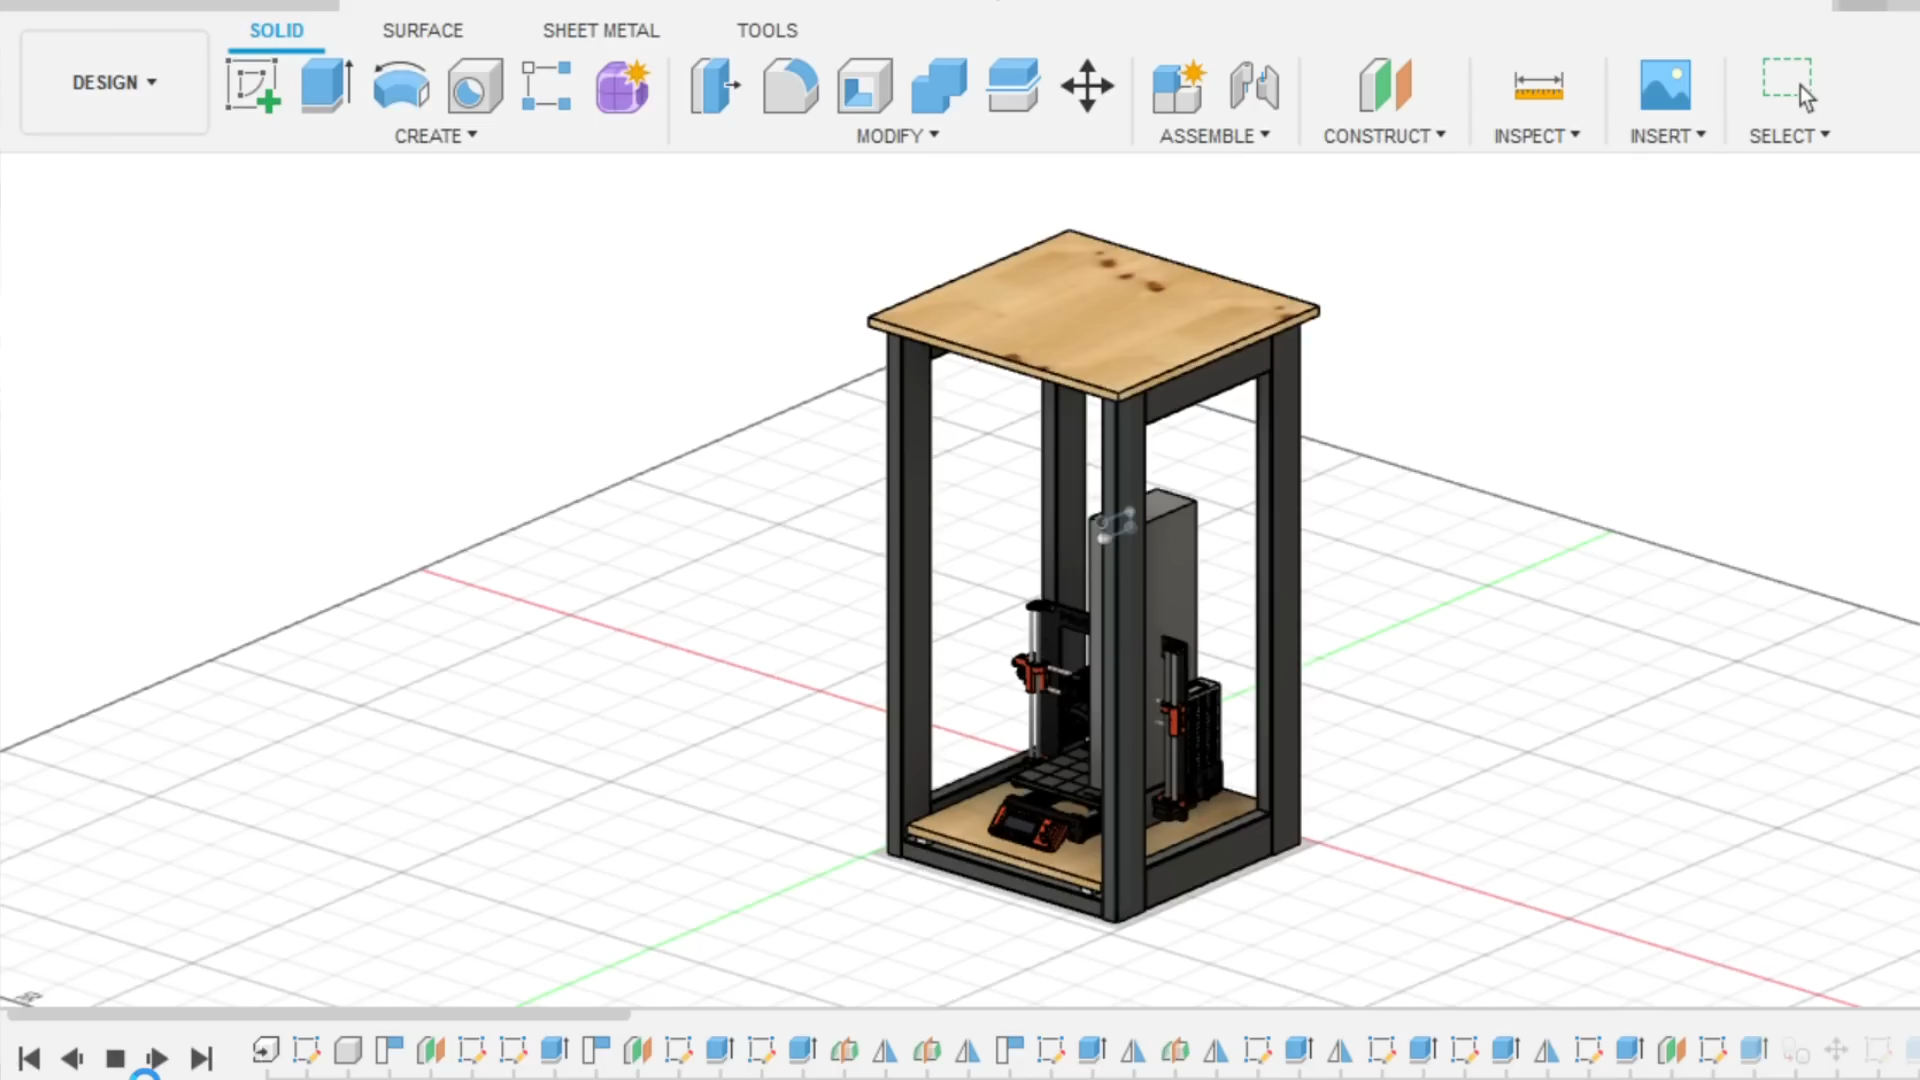 SOLID SURFACE SHEET METAL TOOLS
DESIGN
CREATE MODIFY ASSEMBLE CONSTRUCT INSPECT INSERT SELECT